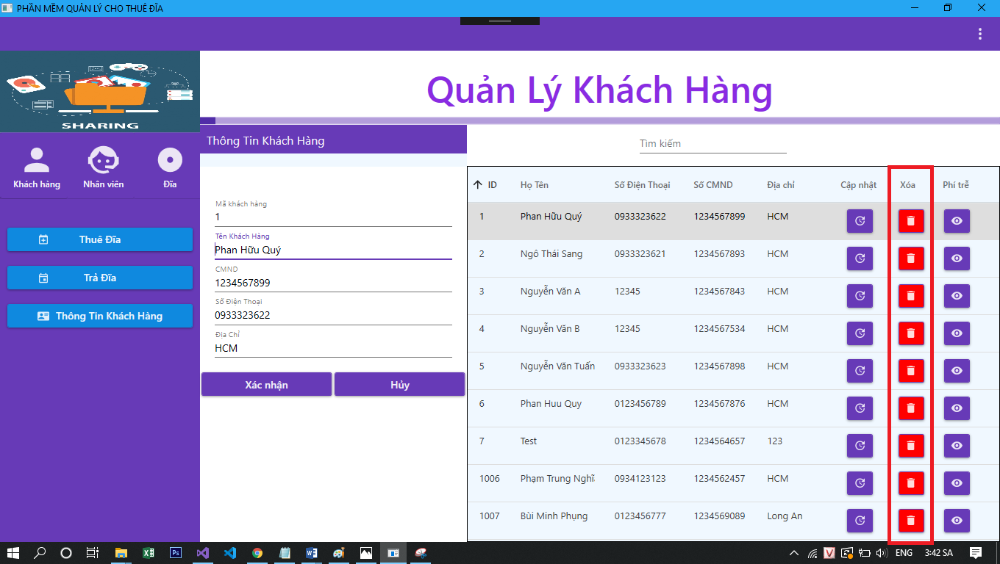 PHẦN MỀM QUẢN LÝ CHO THUÊ ĐĨA
SHARING
Khách hàng
Nhân viên
Đĩa
Thuê Đĩa
Trả Đĩa
Thông Tin Khách Hàng
Quản Lý Khách Hàng
Thông Tin Khách Hàng
Mã khách hàng
1
Tên Khách Hàng
Phan Hữu Quý
CMND
1234567899
Số Điện Thoại
0933323622
Địa Chỉ
HCM
Xác nhận Hủy
Tìm kiếm
ID Họ Tên Số Điện Thoại Số CMND Địa chỉ Cập nhật Xóa Phí trễ
1 Phan Hữu Quý 0933323622 1234567899 HCM
2 Ngô Thái Sang 0933323621 1234567893 HCM
3 Nguyễn Văn A 12345 1234567843 HCM
4 Nguyễn Văn B 12345 1234567534 HCM
5 Nguyễn Văn Tuấn 0933323623 1234567898 HCM
6 Phan Huu Quy 0123456789 1234567876 HCM
7 Test 0123345678 1234564657 123
1006 Phạm Trung Nghĩ 0934123123 1234562457 HCM
1007 Bùi Minh Phụng 0123456777 1234569089 Long An
ENG 3:42 SA